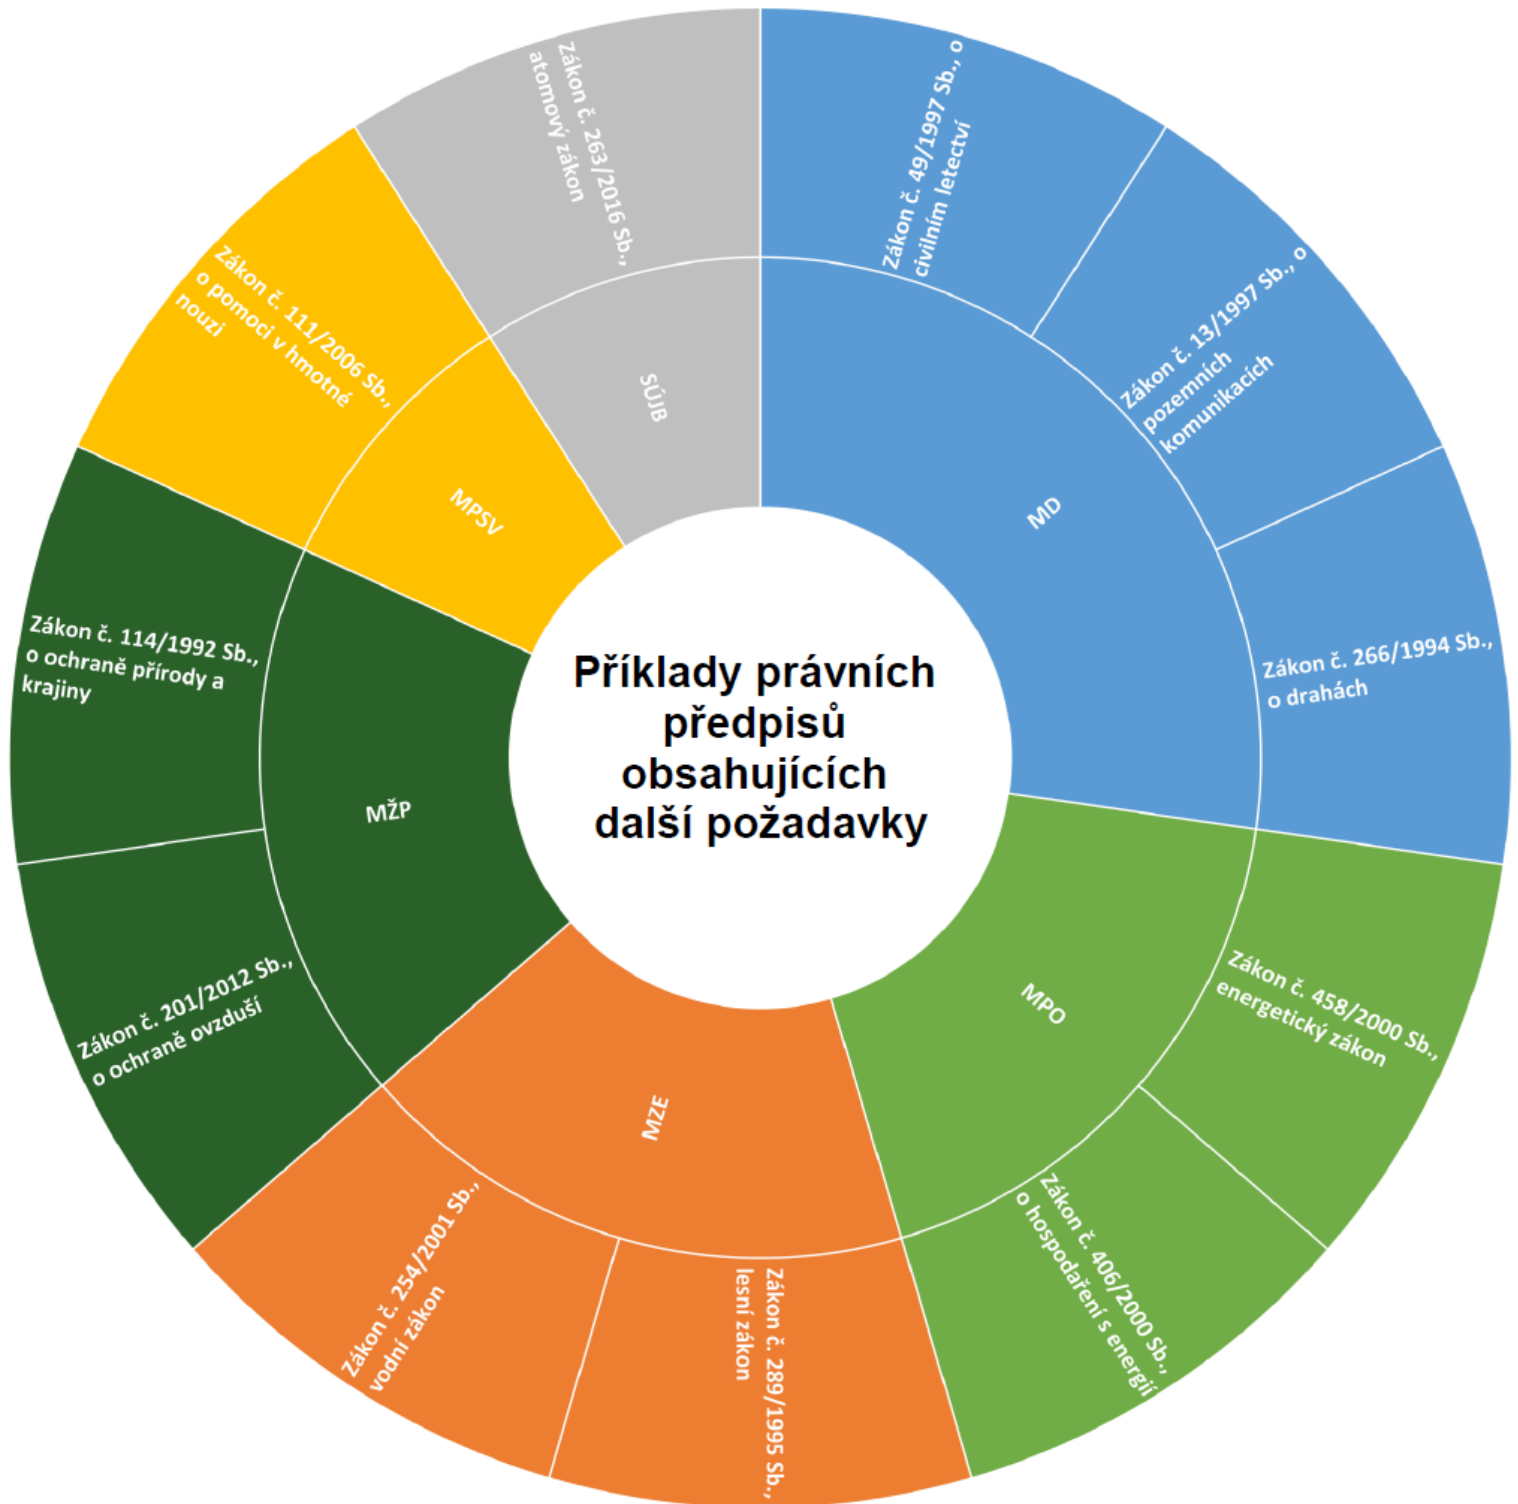 Příklady právních
předpisů
obsahujících
další požadavky
MD
Zákon č. 49/1997 Sb., o
civilním letectví
Zákon č. 13/1997 Sb., o
pozemních
komunikacích
Zákon č. 266/1994 Sb.,
o drahách
MPO
Zákon č. 458/2000 Sb.,
energetický zákon
Zákon č. 406/2000 Sb.,
o hospodaření s energií
MZE
Zákon č. 289/1995 Sb.,
lesní zákon
Zákon č. 254/2001 Sb.,
vodní zákon
MŽP
Zákon č. 201/2012 Sb.,
o ochraně ovzduší
Zákon č. 114/1992 Sb.,
o ochraně přírody a
krajiny
MPSV
Zákon č. 111/2006 Sb.,
o pomoci v hmotné
nouzi
SÚJB
Zákon č. 263/2016 Sb.,
atomový zákon